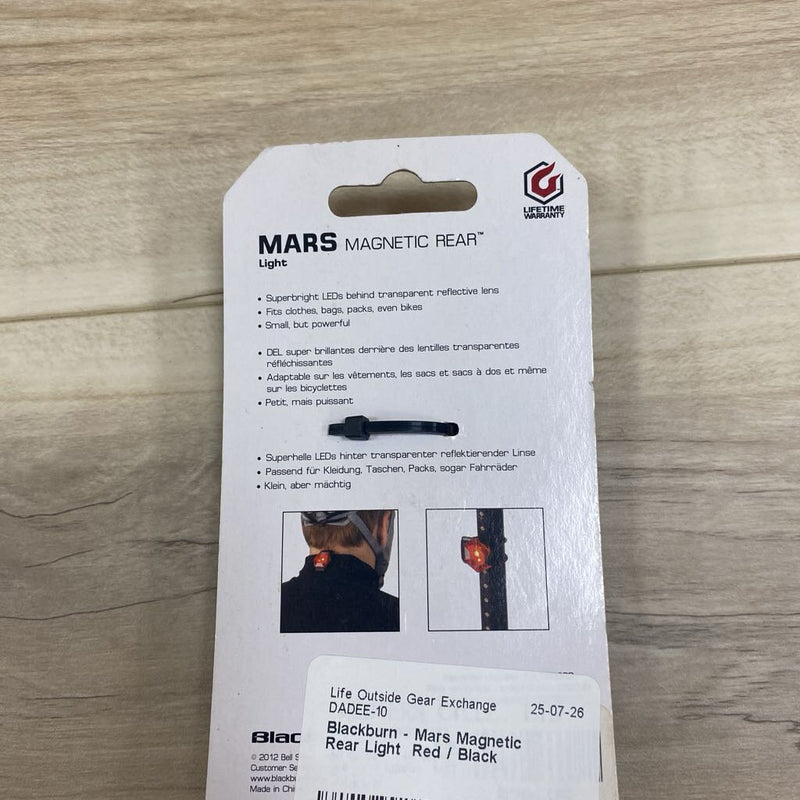 LIFETIME
WARRANTY
MARS MAGNETIC REAR™
Light
• Superbright LEDs behind transparent reflective lens
• Fits clothes, bags, packs, even bikes
• Small, but powerful
• DEL super brillantes derrière des lentilles transparentes
réfléchissantes
• Adaptable sur les vêtements, les sacs et sacs à dos et même
sur les bicyclettes
• Petit, mais puissant
• Superhelle LEDs hinter transparenter reflektierender Linse
• Passend für Kleidung, Taschen, Packs, sogar Fahrräder
• Klein, aber mächtig
Life Outside Gear Exchange
DADEE-10 25-07-26
Blackburn - Mars Magnetic
Rear Light Red / Black
Blac
© 2012 Bell S
Customer Se
www.blackbu
Made in Chi